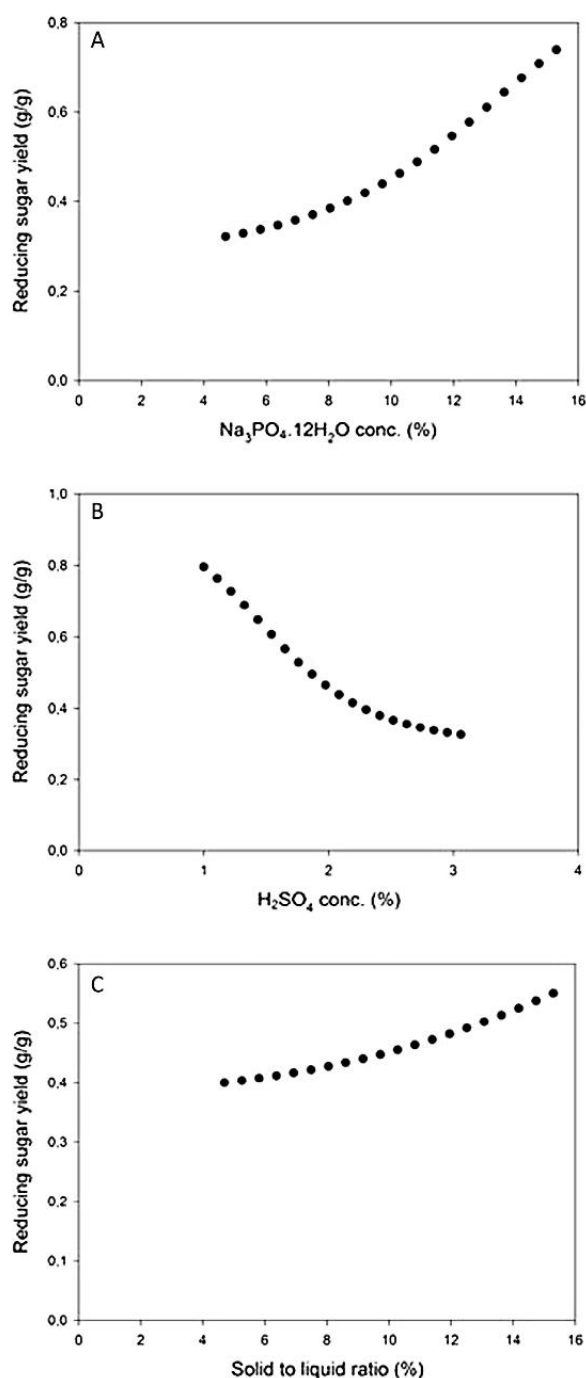 A
Reducing sugar yield (g/g)
0,8
0,6
0,4
0,2
0,0
0 2 4 6 8 10 12 14 16
Na₃PO₄.12H₂O conc. (%)
B
Reducing sugar yield (g/g)
1,0
0,8
0,6
0,4
0,2
0,0
0 1 2 3 4
H₂SO₄ conc. (%)
C
Reducing sugar yield (g/g)
0,6
0,5
0,4
0,3
0,2
0,1
0,0
0 2 4 6 8 10 12 14 16
Solid to liquid ratio (%)